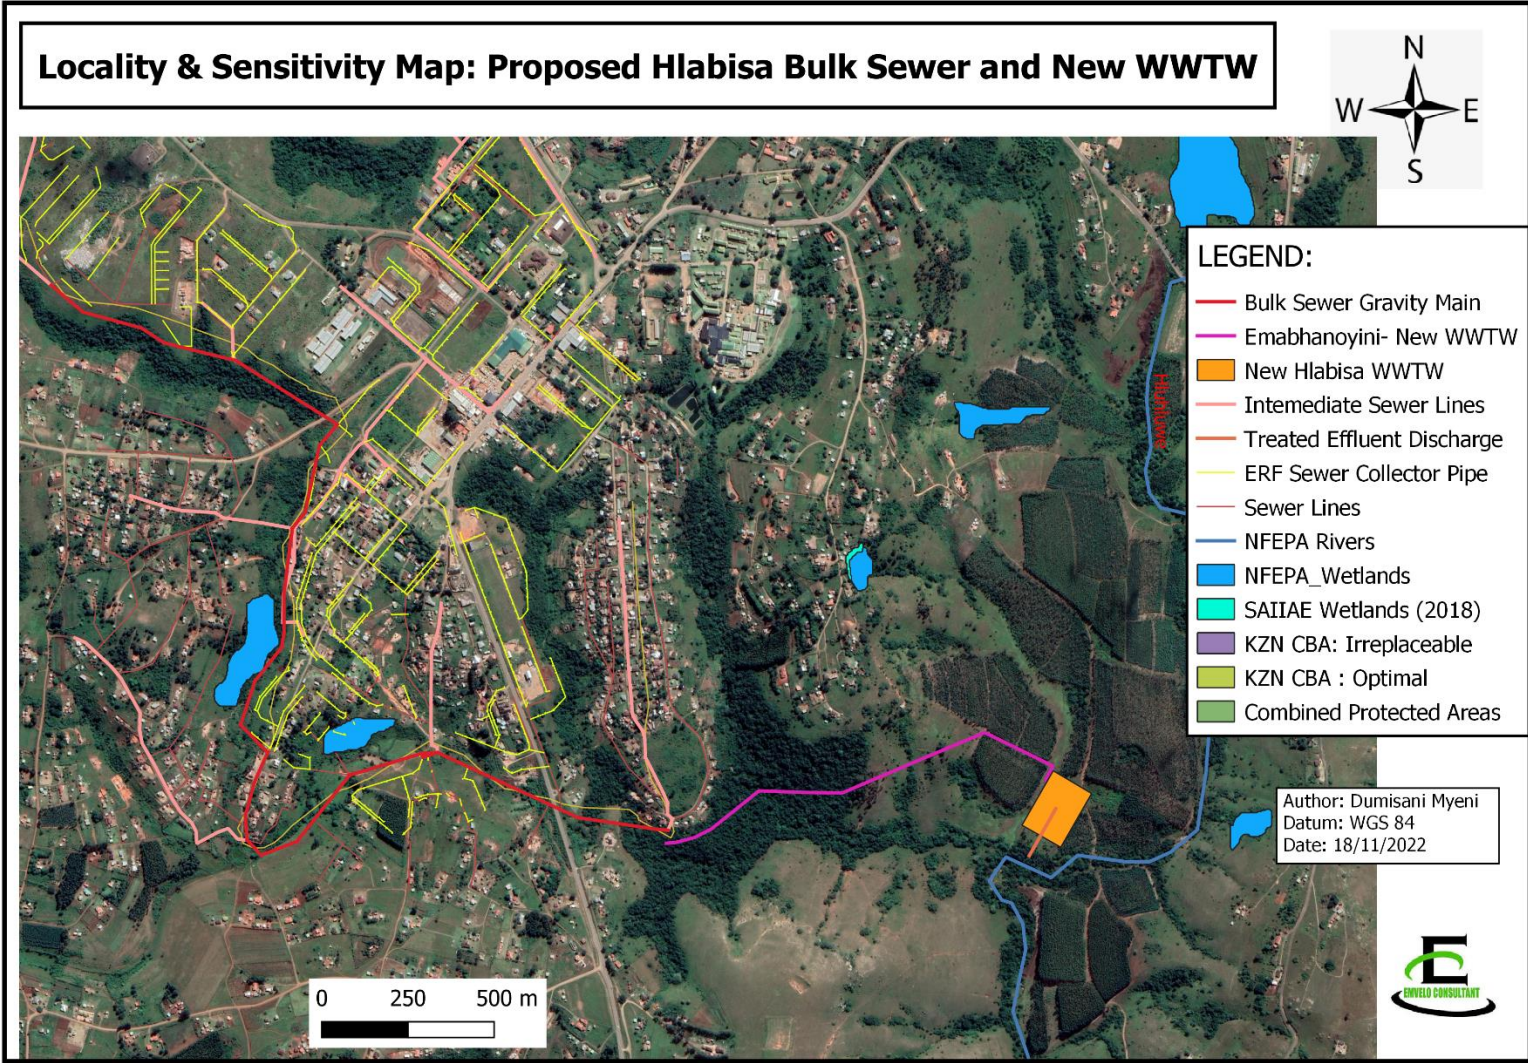 Locality & Sensitivity Map: Proposed Hlabisa Bulk Sewer and New WWTW
N
W E
S
LEGEND:
Bulk Sewer Gravity Main
Emabhanoyini- New WWTW
New Hlabisa WWTW
Intemediate Sewer Lines
Treated Effluent Discharge
ERF Sewer Collector Pipe
Sewer Lines
NFEPA Rivers
NFEPA_Wetlands
SAIIAE Wetlands (2018)
KZN CBA: Irreplaceable
KZN CBA : Optimal
Combined Protected Areas
Hluhluwe
Author: Dumisani Myeni
Datum: WGS 84
Date: 18/11/2022
0 250 500 m
E
EMVELO CONSULTANT